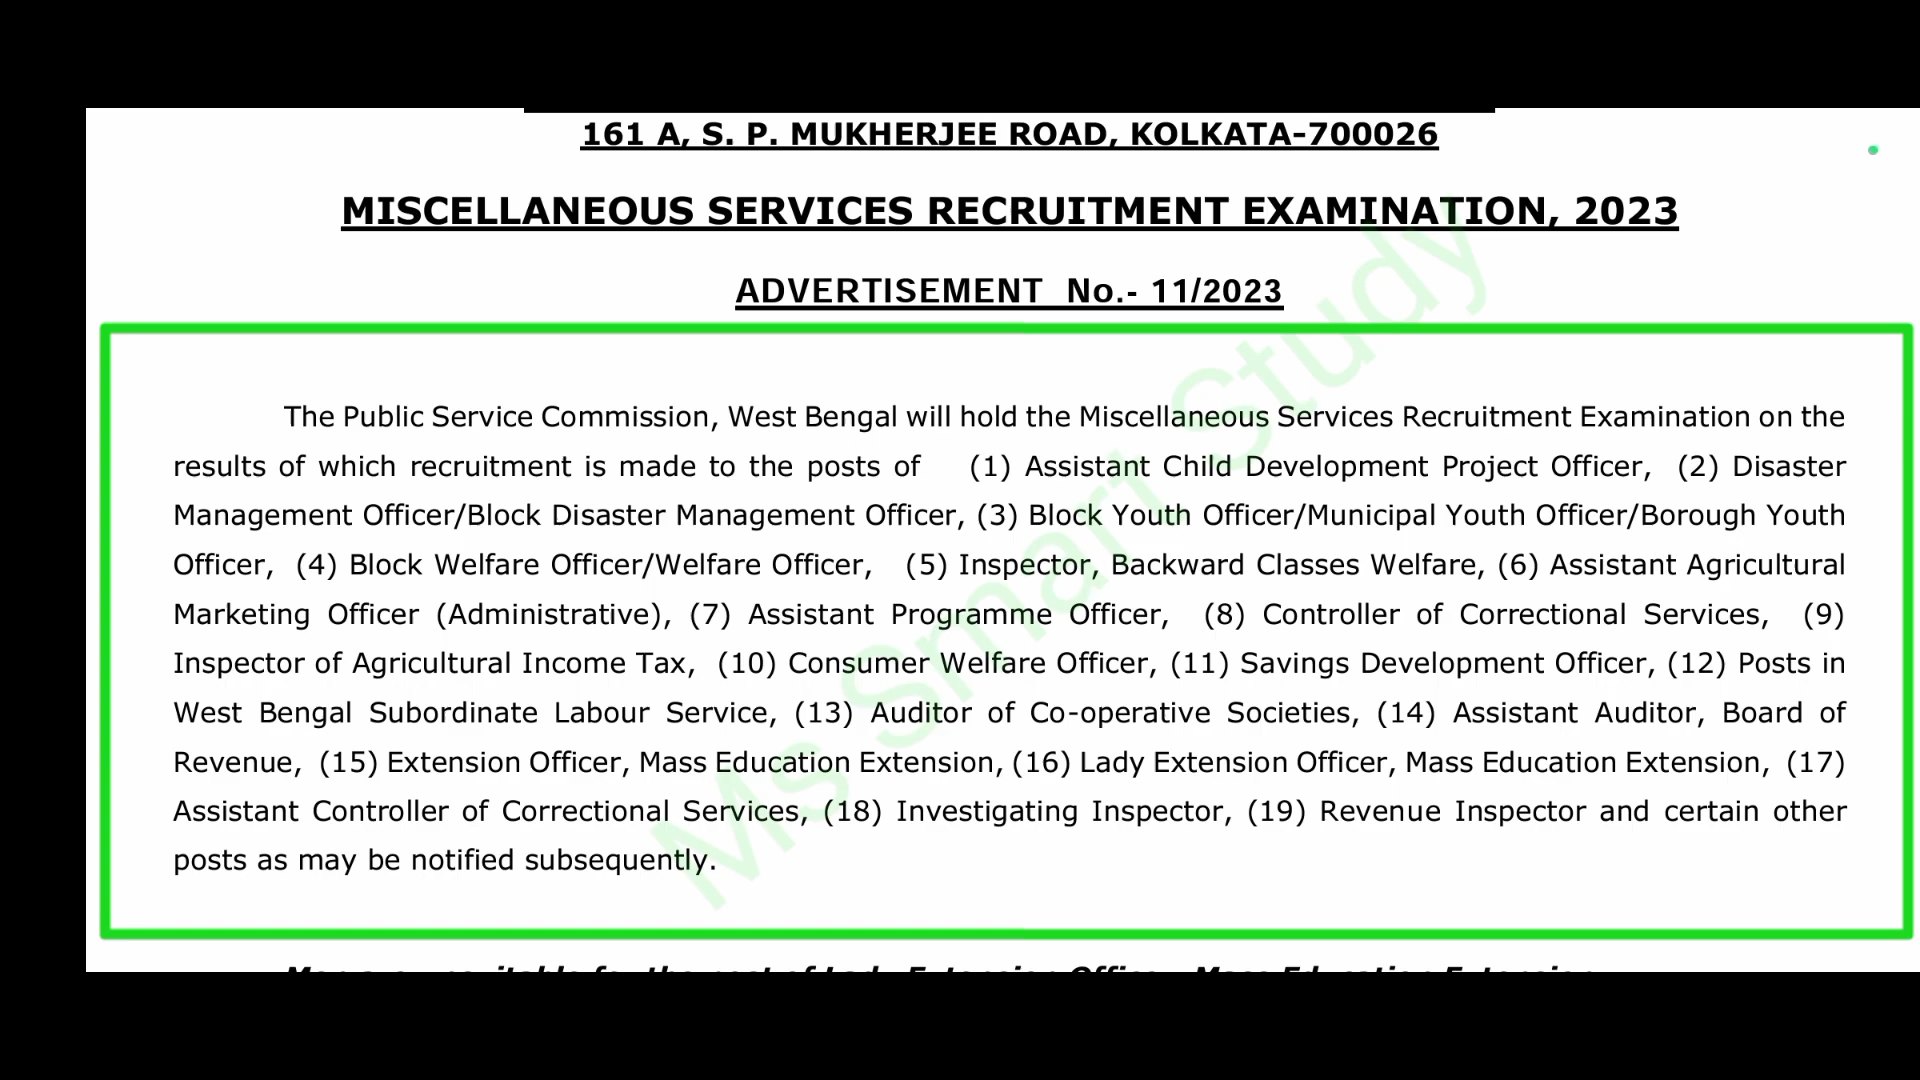 161 A, S. P. MUKHERJEE ROAD, KOLKATA-700026
MISCELLANEOUS SERVICES RECRUITMENT EXAMINATION, 2023
ADVERTISEMENT No.- 11/2023
The Public Service Commission, West Bengal will hold the Miscellaneous Services Recruitment Examination on the
results of which recruitment is made to the posts of (1) Assistant Child Development Project Officer, (2) Disaster
Management Officer/Block Disaster Management Officer, (3) Block Youth Officer/Municipal Youth Officer/Borough Youth
Officer, (4) Block Welfare Officer/Welfare Officer, (5) Inspector, Backward Classes Welfare, (6) Assistant Agricultural
Marketing Officer (Administrative), (7) Assistant Programme Officer, (8) Controller of Correctional Services, (9)
Inspector of Agricultural Income Tax, (10) Consumer Welfare Officer, (11) Savings Development Officer, (12) Posts in
West Bengal Subordinate Labour Service, (13) Auditor of Co-operative Societies, (14) Assistant Auditor, Board of
Revenue, (15) Extension Officer, Mass Education Extension, (16) Lady Extension Officer, Mass Education Extension, (17)
Assistant Controller of Correctional Services, (18) Investigating Inspector, (19) Revenue Inspector and certain other
posts as may be notified subsequently.
Ms Smart Study